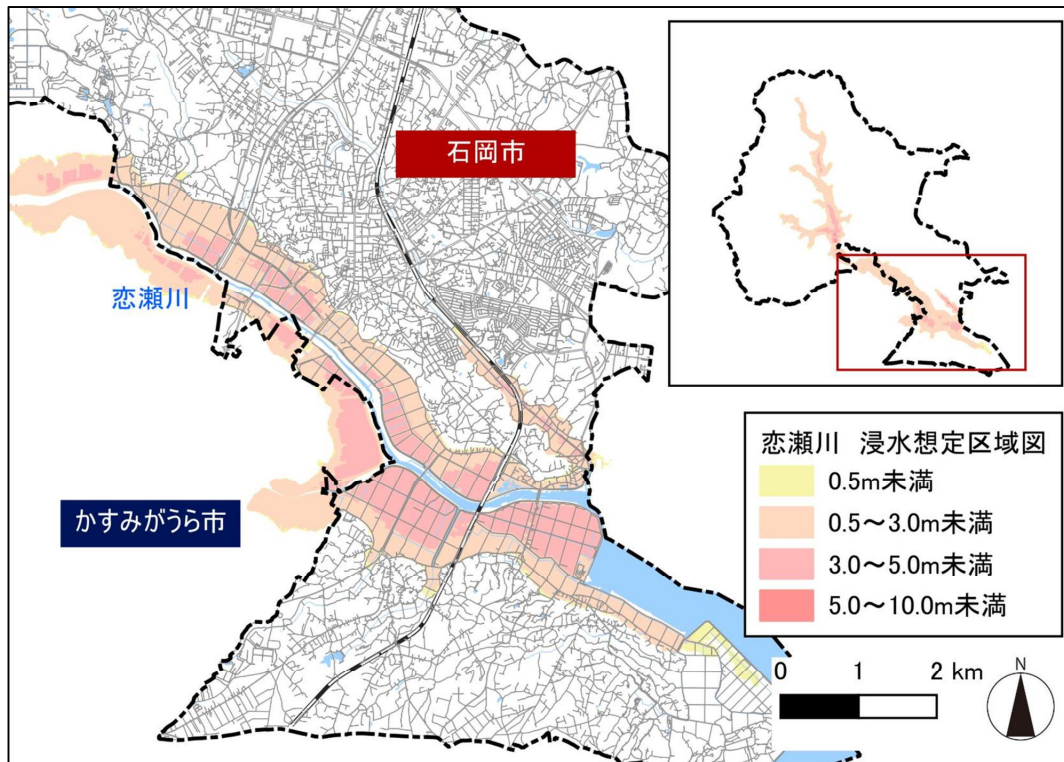 石岡市
恋瀬川
かすみがうら市
恋瀬川 浸水想定区域図
0.5m未満
0.5～3.0m未満
3.0～5.0m未満
5.0～10.0m未満
0 1 2 km
N